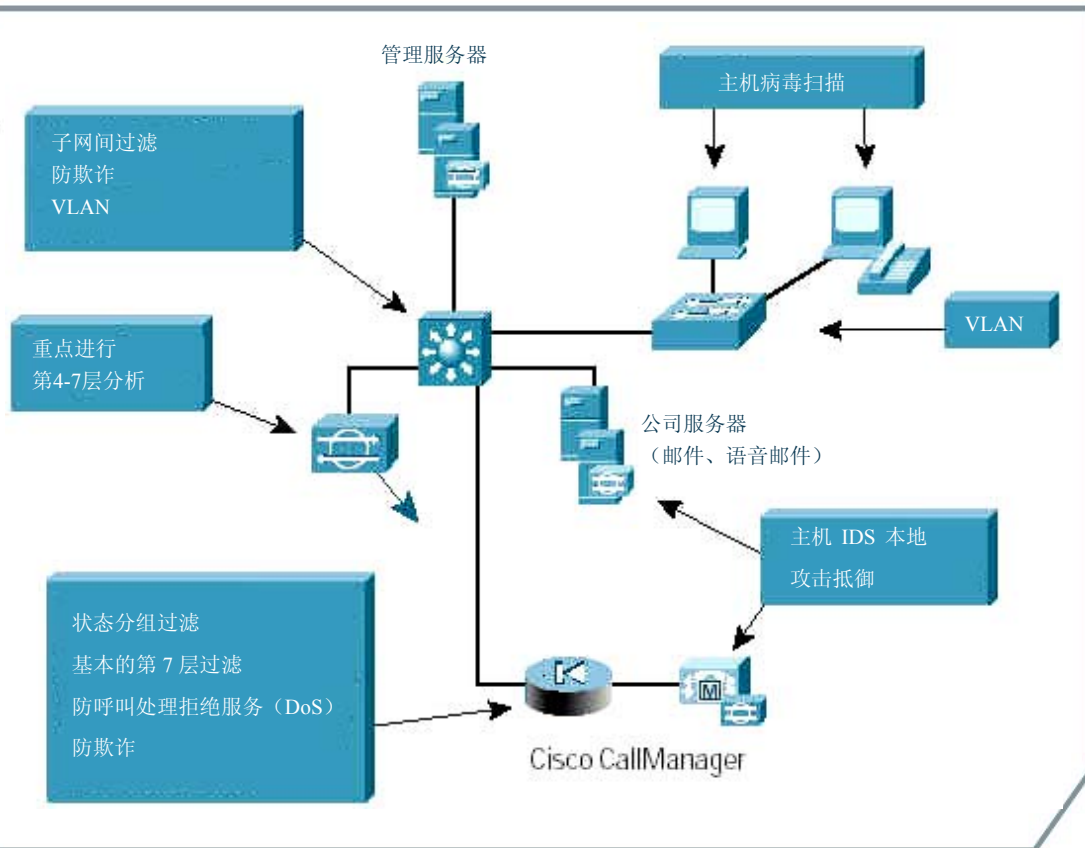 管理服务器
主机病毒扫描
子网间过滤
防欺诈
VLAN
VLAN
重点进行
第4-7层分析
公司服务器
（邮件、语音邮件）
主机 IDS 本地
攻击抵御
状态分组过滤
基本的第 7 层过滤
防呼叫处理拒绝服务（DoS）
防欺诈
M
Cisco CallManager